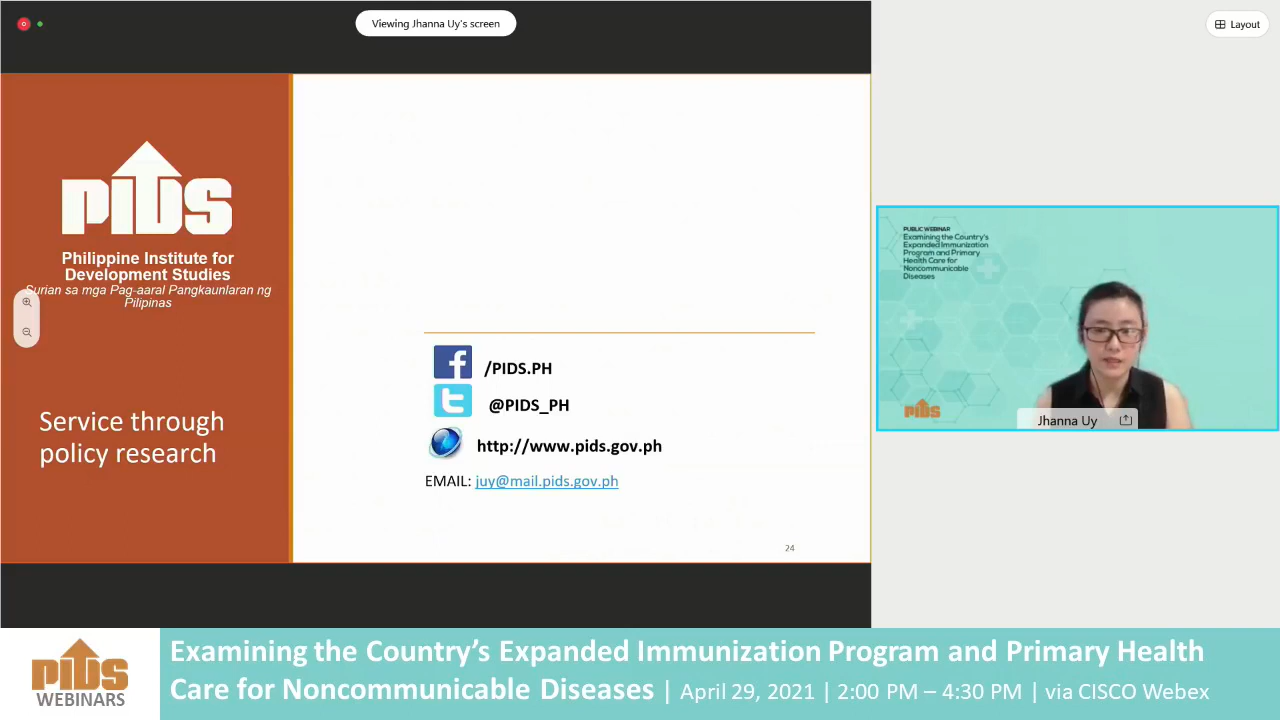 Viewing Jhanna Uy's screen
Layout
PIDS
Philippine Institute for
Development Studies
Surian sa mga Pag-aaral Pangkaunlaran ng
Pilipinas
Service through
policy research
/PIDS.PH
@PIDS_PH
http://www.pids.gov.ph
EMAIL: juy@mail.pids.gov.ph
24
PUBLIC WEBINAR
Examining the Country's
Expanded Immunization
Program and Primary
Health Care for
Noncommunicable
Diseases
PIDS
Jhanna Uy
PIDS
WEBINARS
Examining the Country’s Expanded Immunization Program and Primary Health
Care for Noncommunicable Diseases | April 29, 2021 | 2:00 PM – 4:30 PM | via CISCO Webex